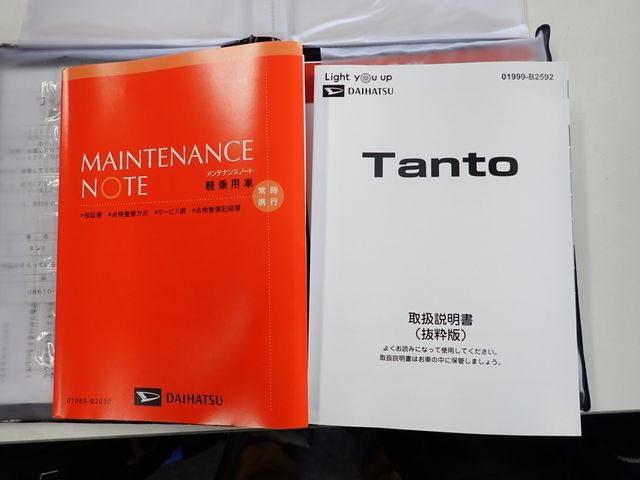 MAINTENANCE
NOTE
メンテナンスノート
軽乗用車
常時
携行
●保証書 ●点検整備方式 ●サービス網 ●点検整備記録簿
DAIHATSU
01989-B2032
Light you up
DAIHATSU
01999-B2592
Tanto
取扱説明書
(抜粋版)
よくお読みになって使用してください。
取扱説明書はお車の中に保管しましょう。